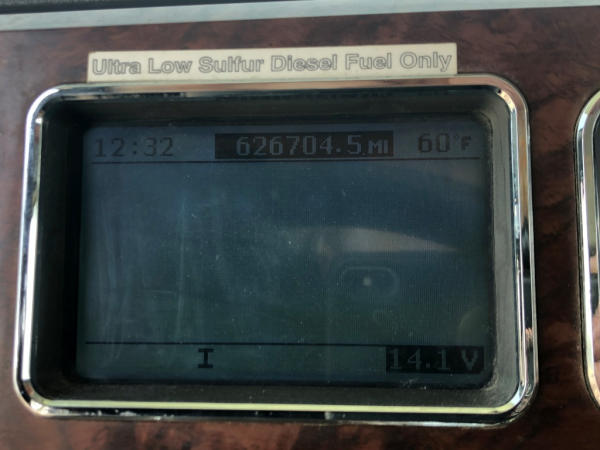 Ultra Low Sulfur Diesel Fuel Only
12:32 626704.5 MI 60°F
I 14.1 V